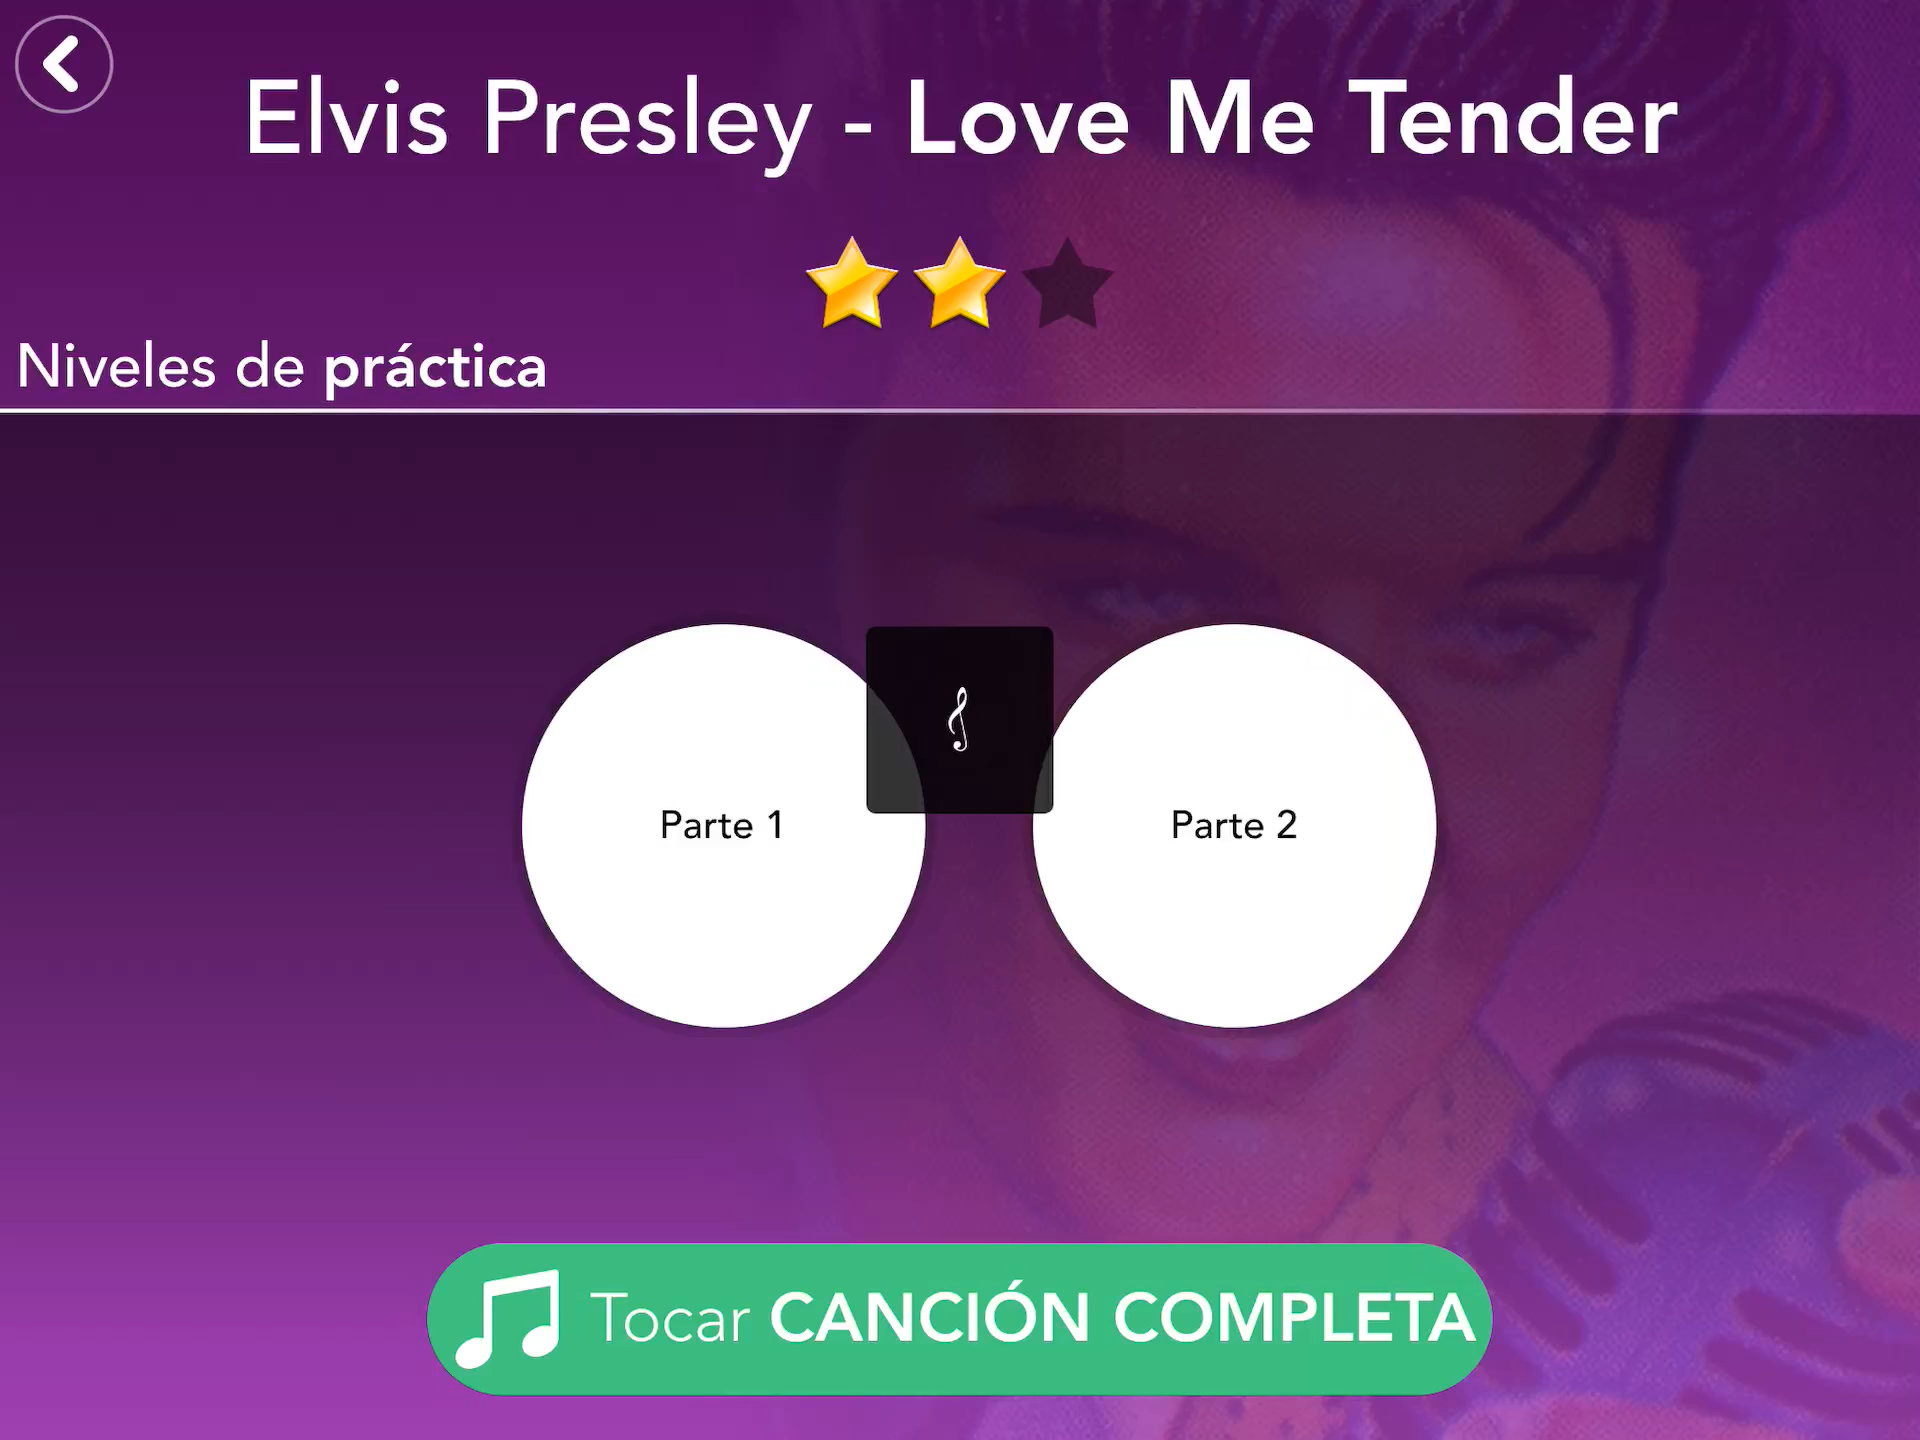 Elvis Presley - Love Me Tender
Niveles de práctica
Parte 1
Parte 2
Tocar CANCIÓN COMPLETA